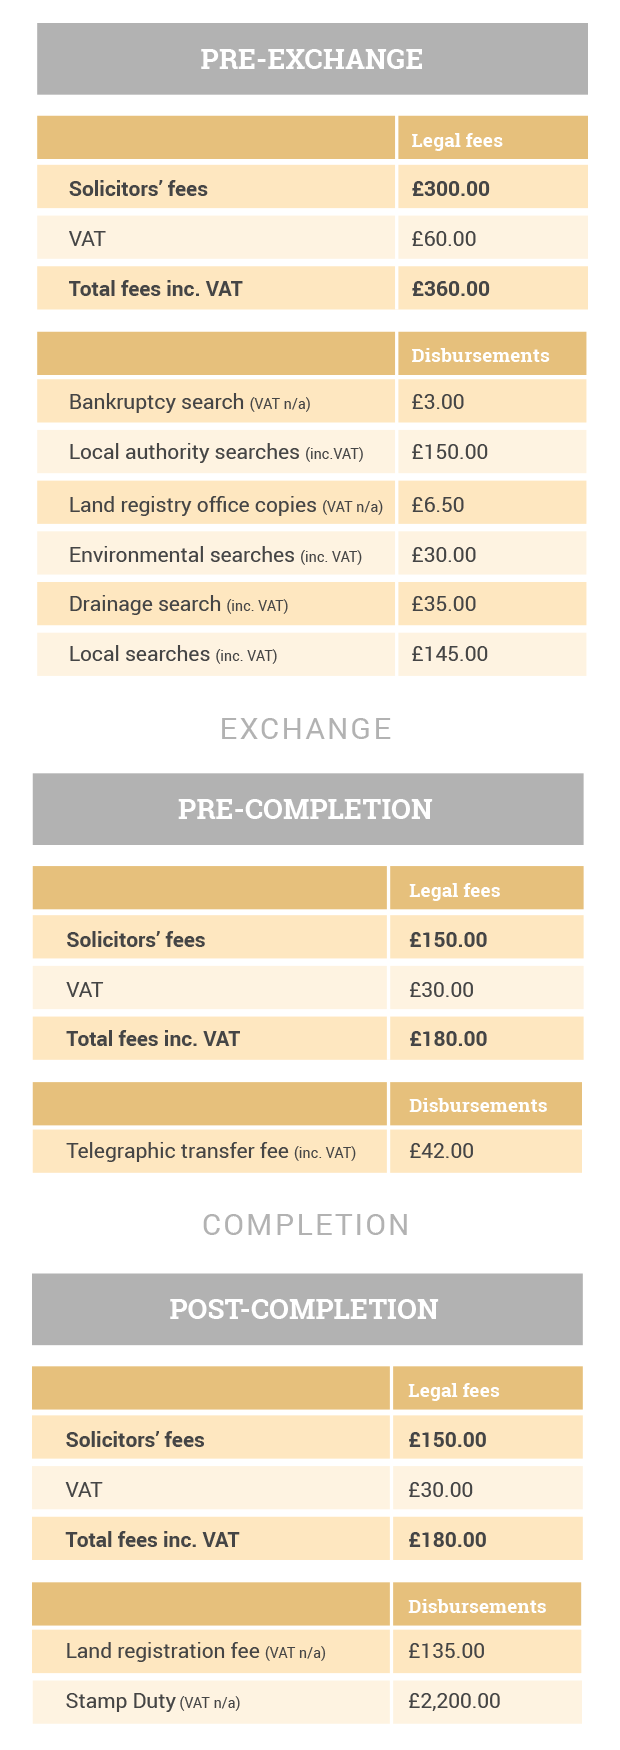 PRE-EXCHANGE
Legal fees
Solicitors’ fees £300.00
VAT £60.00
Total fees inc. VAT £360.00
Disbursements
Bankruptcy search (VAT n/a) £3.00
Local authority searches (inc.VAT) £150.00
Land registry office copies (VAT n/a) £6.50
Environmental searches (inc. VAT) £30.00
Drainage search (inc. VAT) £35.00
Local searches (inc. VAT) £145.00
EXCHANGE
PRE-COMPLETION
Legal fees
Solicitors’ fees £150.00
VAT £30.00
Total fees inc. VAT £180.00
Disbursements
Telegraphic transfer fee (inc. VAT) £42.00
COMPLETION
POST-COMPLETION
Legal fees
Solicitors’ fees £150.00
VAT £30.00
Total fees inc. VAT £180.00
Disbursements
Land registration fee (VAT n/a) £135.00
Stamp Duty (VAT n/a) £2,200.00